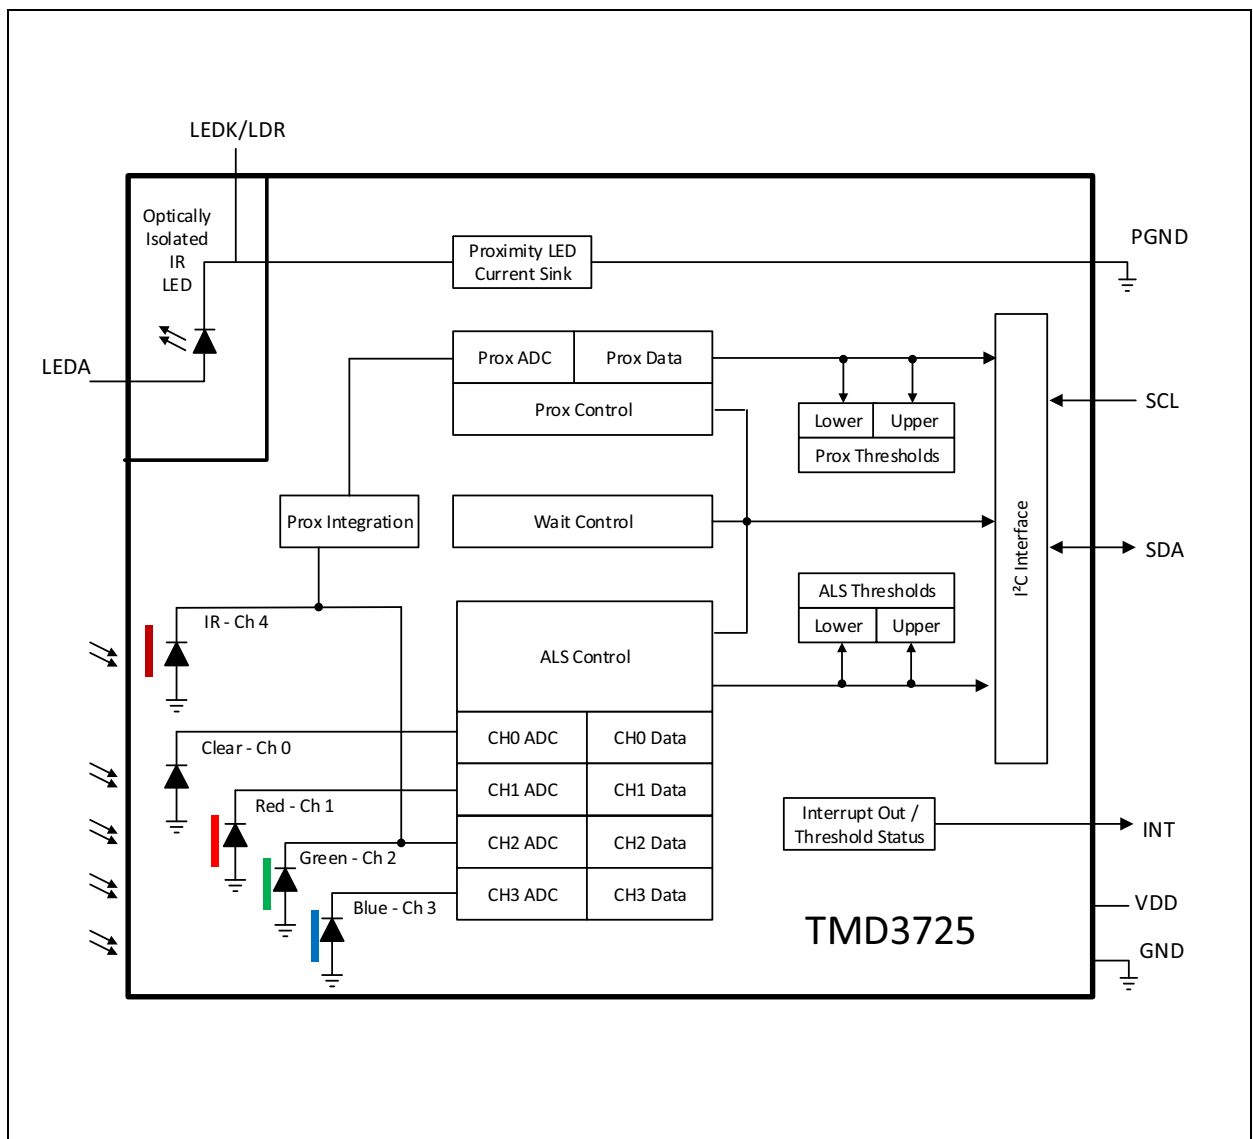 LEDK/LDR
Optically
Isolated
IR
LED
LEDA
Proximity LED
Current Sink
PGND
Prox ADC
Prox Data
Prox Control
Lower
Upper
Prox Thresholds
SCL
Prox Integration
Wait Control
I²C Interface
SDA
ALS Thresholds
Lower
Upper
IR - Ch 4
ALS Control
Clear - Ch 0
CH0 ADC
CH0 Data
Red - Ch 1
CH1 ADC
CH1 Data
Green - Ch 2
CH2 ADC
CH2 Data
Blue - Ch 3
CH3 ADC
CH3 Data
Interrupt Out /
Threshold Status
INT
VDD
GND
TMD3725